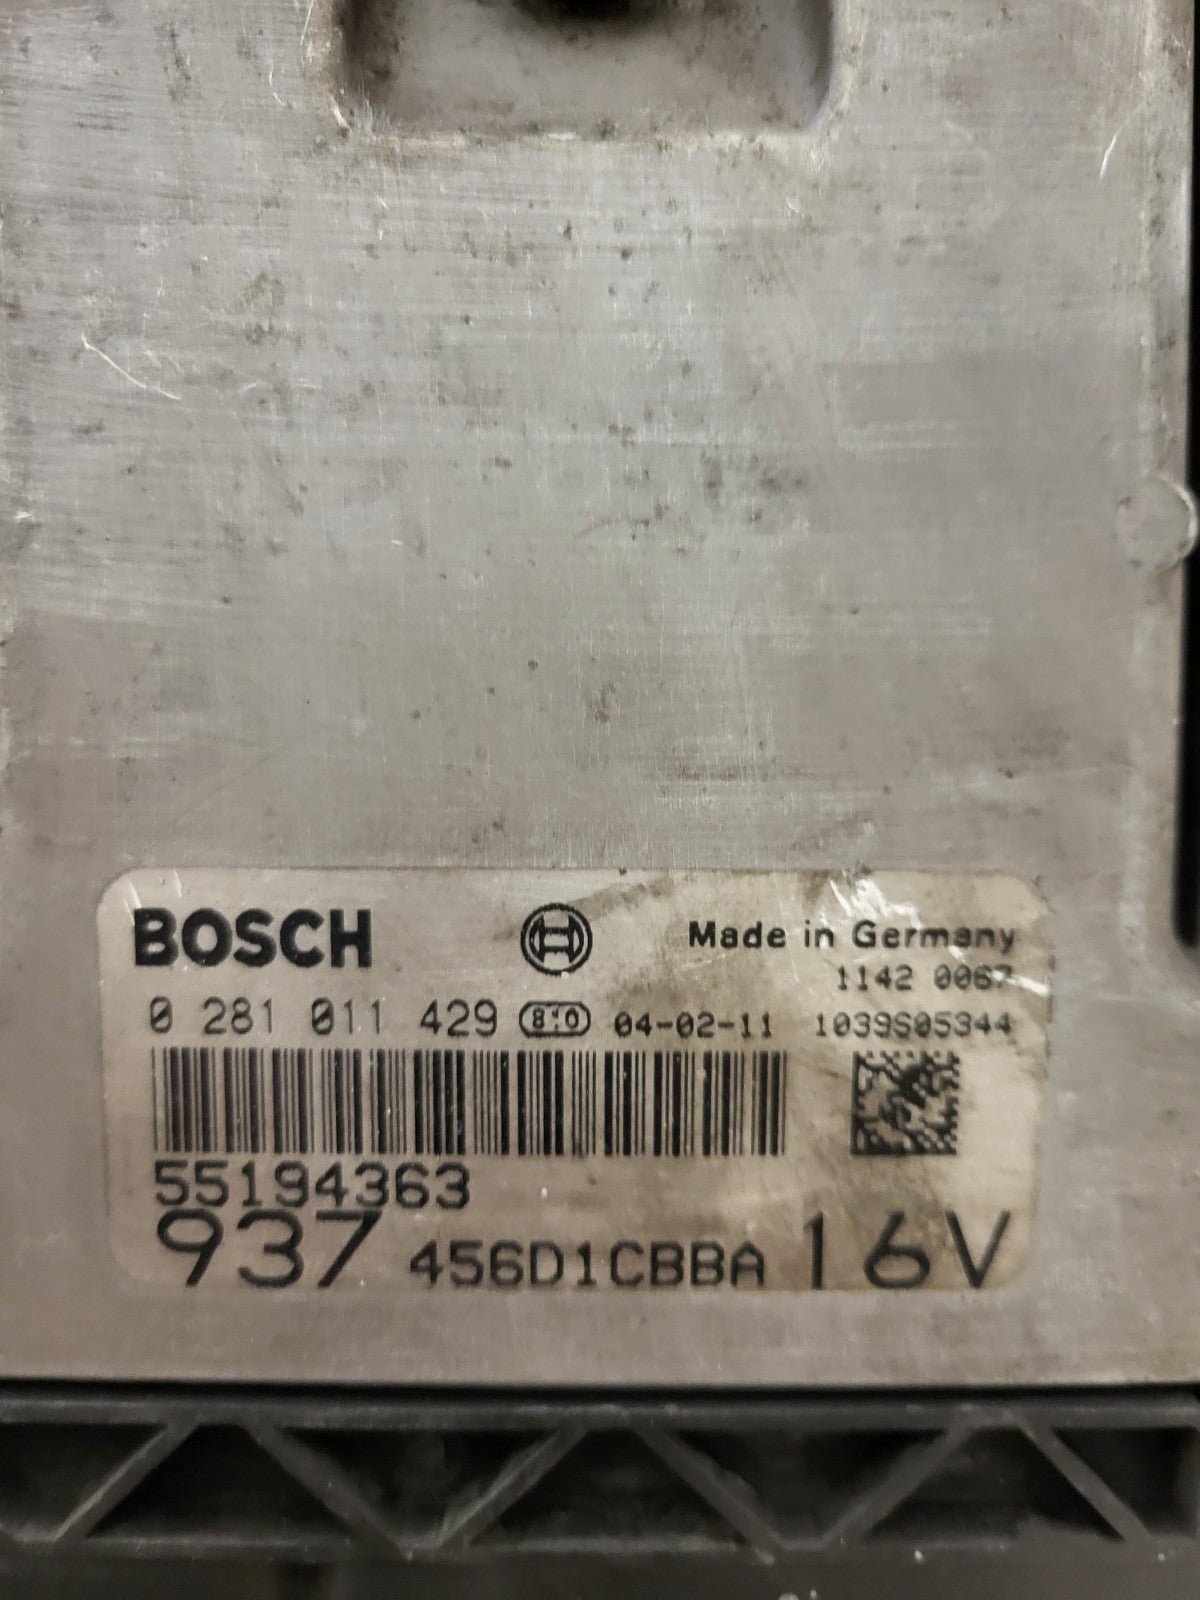 BOSCH Made in Germany
1142 0067
0 281 011 429 04-02-11 1039S05344
55194363
937 456D1CBBA 16V